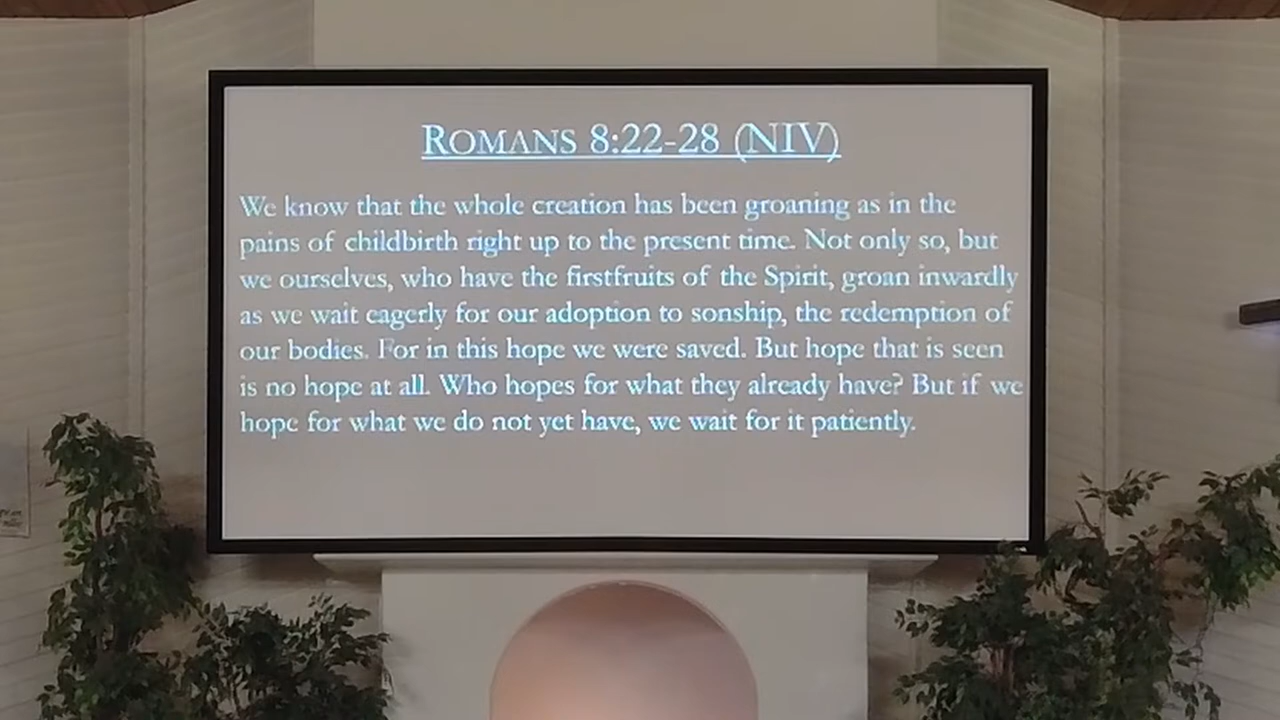 ROMANS 8:22-28 (NIV)
We know that the whole creation has been groaning as in the
pains of childbirth right up to the present time. Not only so, but
we ourselves, who have the firstfruits of the Spirit, groan inwardly
as we wait eagerly for our adoption to sonship, the redemption of
our bodies. For in this hope we were saved. But hope that is seen
is no hope at all. Who hopes for what they already have? But if we
hope for what we do not yet have, we wait for it patiently.